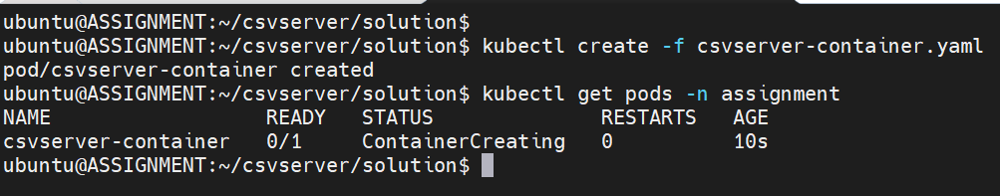 ubuntu@ASSIGNMENT:~/csvserver/solution$
ubuntu@ASSIGNMENT:~/csvserver/solution$ kubectl create -f csvserver-container.yaml
pod/csvserver-container created
ubuntu@ASSIGNMENT:~/csvserver/solution$ kubectl get pods -n assignment
NAME                  READY   STATUS              RESTARTS   AGE
csvserver-container   0/1     ContainerCreating   0          10s
ubuntu@ASSIGNMENT:~/csvserver/solution$